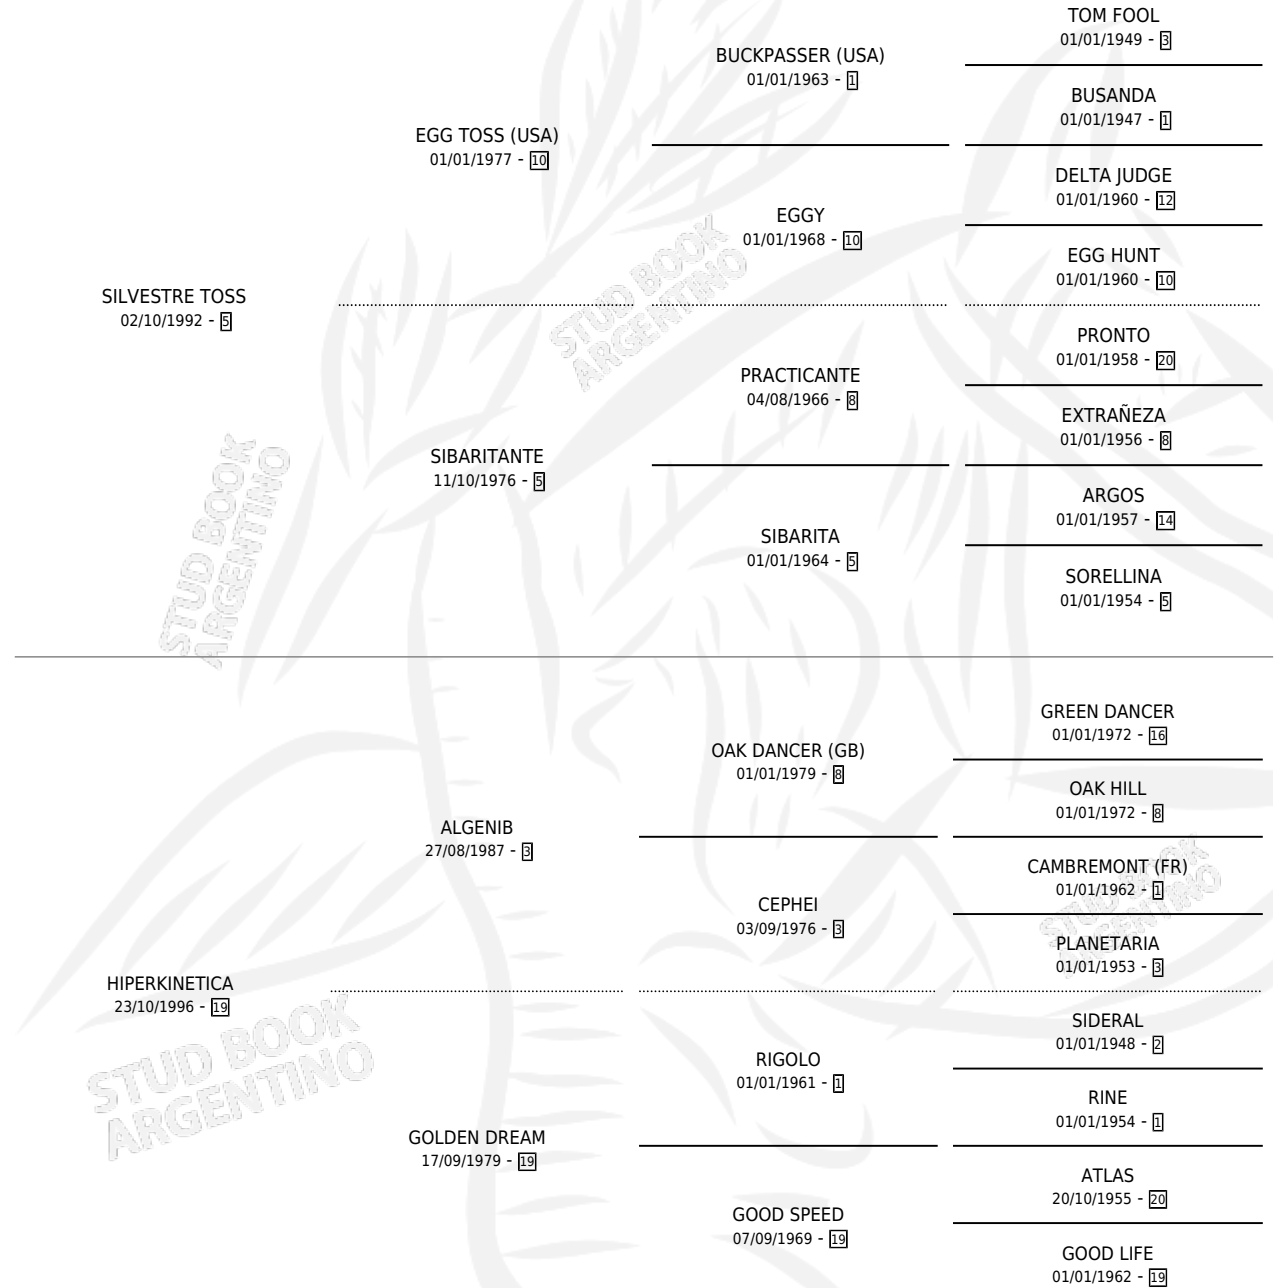 TOM FOOL
01/01/1949 - 3
BUCKPASSER (USA)
01/01/1963 - 1
BUSANDA
01/01/1947 - 1
EGG TOSS (USA)
01/01/1977 - 10
DELTA JUDGE
01/01/1960 - 12
EGGY
01/01/1968 - 10
EGG HUNT
01/01/1960 - 10
SILVESTRE TOSS
02/10/1992 - 5
STUD BOOK
ARGENTINO
PRONTO
01/01/1958 - 20
PRACTICANTE
04/08/1966 - 8
EXTRAÑEZA
01/01/1956 - 8
SIBARITANTE
11/10/1976 - 5
ARGOS
01/01/1957 - 14
SIBARITA
01/01/1964 - 5
SORELLINA
01/01/1954 - 5
STUD BOOK
ARGENTINO
GREEN DANCER
01/01/1972 - 16
OAK DANCER (GB)
01/01/1979 - 8
OAK HILL
01/01/1972 - 8
ALGENIB
27/08/1987 - 3
CAMBREMONT (FR)
01/01/1962 - 1
CEPHEI
03/09/1976 - 3
PLANETARIA
01/01/1953 - 3
STUD BOOK
ARGENTINO
HIPERKINETICA
23/10/1996 - 19
SIDERAL
01/01/1948 - 2
RIGOLO
01/01/1961 - 1
RINE
01/01/1954 - 1
STUD BOOK
ARGENTINO
GOLDEN DREAM
17/09/1979 - 19
ATLAS
20/10/1955 - 20
GOOD SPEED
07/09/1969 - 19
GOOD LIFE
01/01/1962 - 19